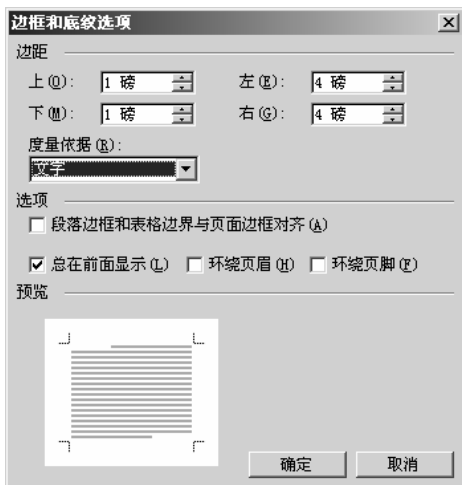 边框和底纹选项
边距
上(O): 1 磅 左(E): 4 磅
下(M): 1 磅 右(G): 4 磅
度量依据(R):
文字
选项
段落边框和表格边界与页面边框对齐(A)
总在前面显示(L) 环绕页眉(H) 环绕页脚(F)
预览
确定 取消